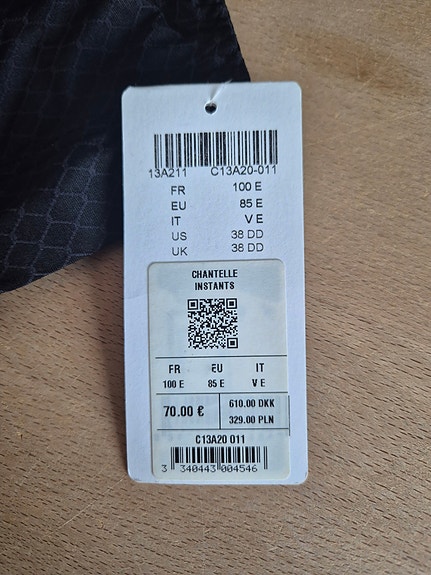 13A211 C13A20-011
FR 100 E
EU 85 E
IT V E
US 38 DD
UK 38 DD
CHANTELLE
INSTANTS
FR EU IT
100 E 85 E V E
70.00 € 610.00 DKK
329.00 PLN
C13A20 011
3 340443 004546